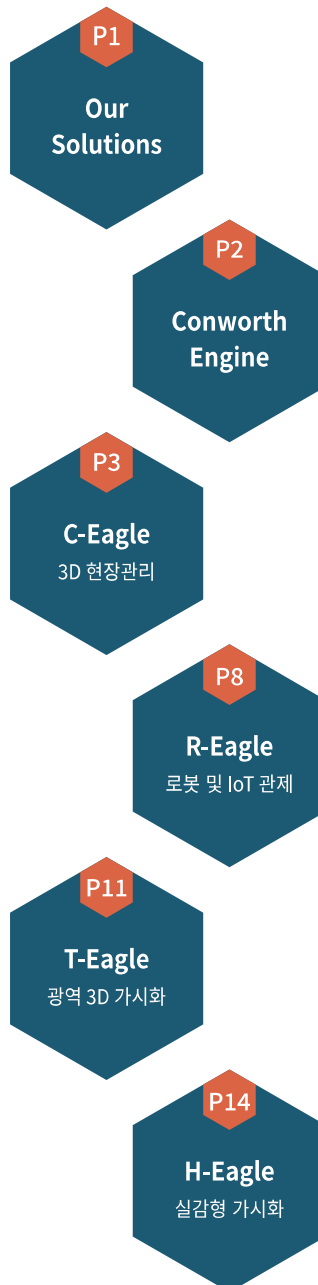 P1
Our
Solutions
P2
Conworth
Engine
P3
C-Eagle
3D 현장관리
P8
R-Eagle
로봇 및 IoT 관제
P11
T-Eagle
광역 3D 가시화
P14
H-Eagle
실감형 가시화